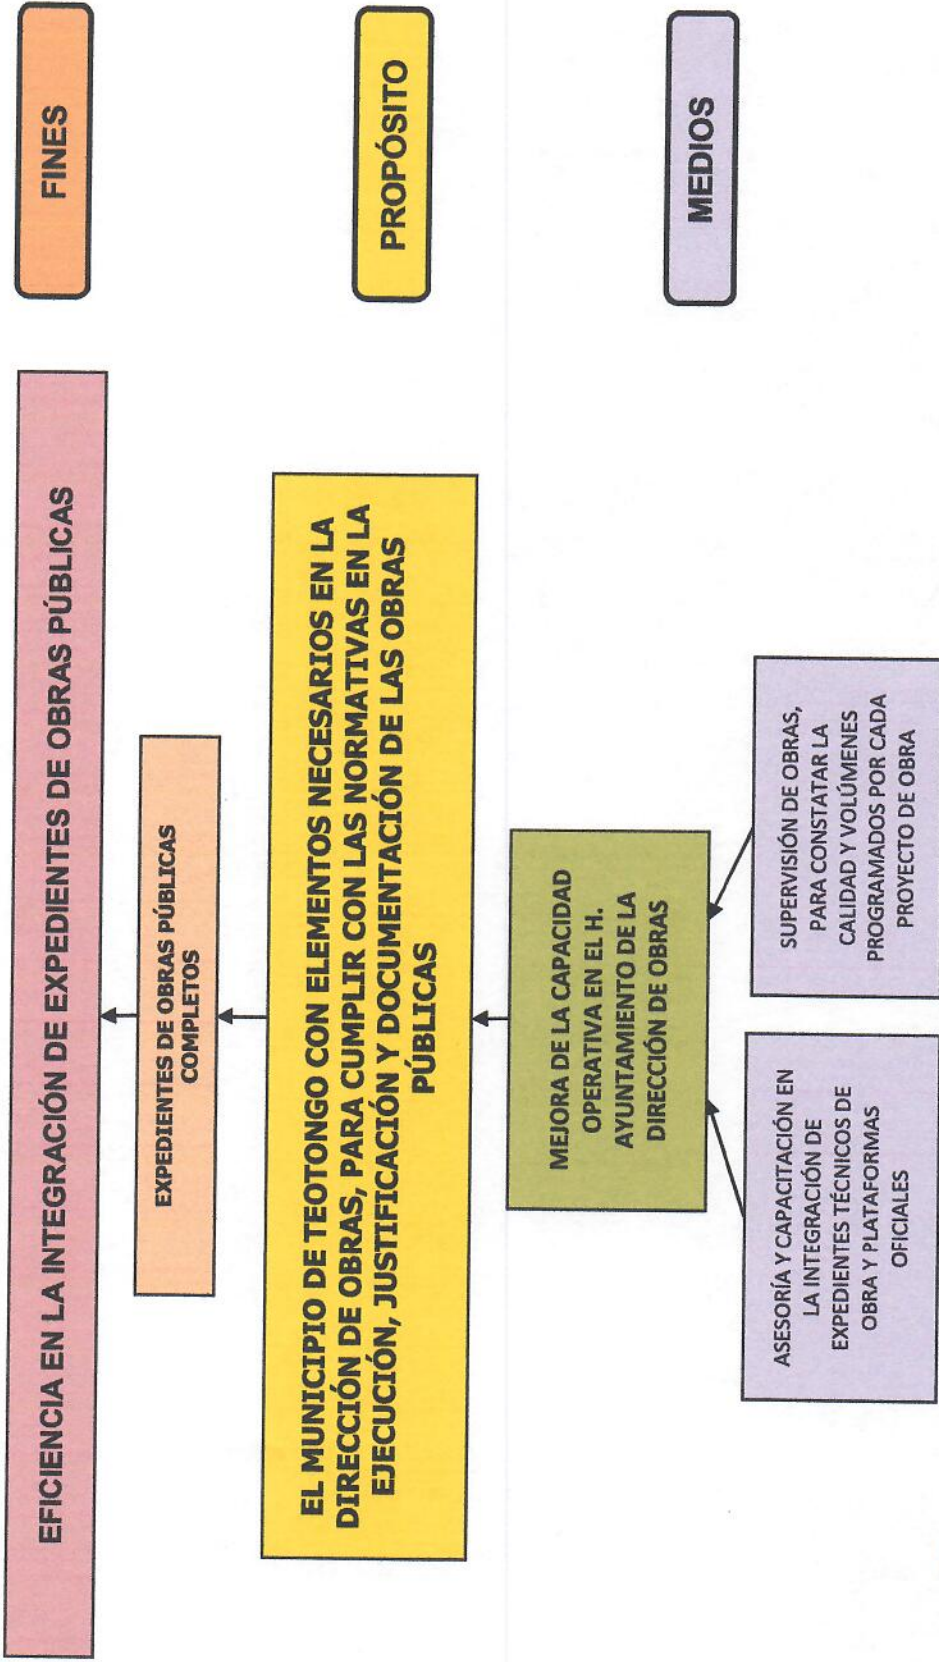 EFICIENCIA EN LA INTEGRACIÓN DE EXPEDIENTES DE OBRAS PÚBLICAS
FINES
EXPEDIENTES DE OBRAS PÚBLICAS
COMPLETOS
EL MUNICIPIO DE TEOTONGO CON ELEMENTOS NECESARIOS EN LA
DIRECCIÓN DE OBRAS, PARA CUMPLIR CON LAS NORMATIVAS EN LA
EJECUCIÓN, JUSTIFICACIÓN Y DOCUMENTACIÓN DE LAS OBRAS
PÚBLICAS
PROPÓSITO
MEJORA DE LA CAPACIDAD
OPERATIVA EN EL H.
AYUNTAMIENTO DE LA
DIRECCIÓN DE OBRAS
MEDIOS
ASESORÍA Y CAPACITACIÓN EN
LA INTEGRACIÓN DE
EXPEDIENTES TÉCNICOS DE
OBRA Y PLATAFORMAS
OFICIALES
SUPERVISIÓN DE OBRAS,
PARA CONSTATAR LA
CALIDAD Y VOLÚMENES
PROGRAMADOS POR CADA
PROYECTO DE OBRA